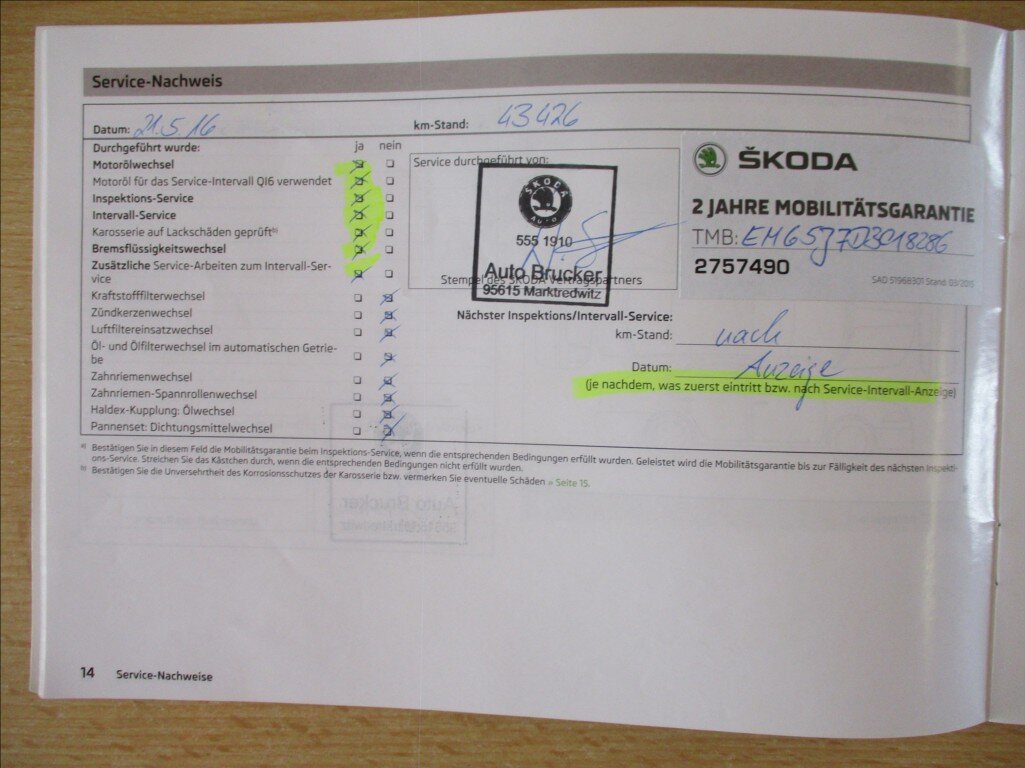 Service-Nachweis
Datum: 21.5.16 km-Stand: 43426
Durchgeführt wurde: ja nein
Motorölwechsel
Motoröl für das Service-Intervall QI6 verwendet
Inspektions-Service
Intervall-Service
Karosserie auf Lackschäden geprüft b)
Bremsflüssigkeitswechsel
Zusätzliche Service-Arbeiten zum Intervall-Ser-
vice
Kraftstofffilterwechsel
Zündkerzenwechsel
Luftfiltereinsatzwechsel
Öl- und Ölfilterwechsel im automatischen Getrie-
be
Zahnriemenwechsel
Zahnriemen-Spannrollenwechsel
Haldex-Kupplung: Ölwechsel
Pannenset: Dichtungsmittelwechsel
Service durchgeführt von:
ŠKODA
AUTO
555 1910
Auto Brucker
Stempel des ŠKODA Vertragspartners
95615 Marktredwitz
ŠKODA
2 JAHRE MOBILITÄTSGARANTIE
TMB:
2757490
SAD 51968301 Stand: 03/2015
Nächster Inspektions/Intervall-Service:
km-Stand: nach
Datum: Anzeige
(je nachdem, was zuerst eintritt bzw. nach Service-Intervall-Anzeige)
a) Bestätigen Sie in diesem Feld die Mobilitätsgarantie beim Inspektions-Service, wenn die entsprechenden Bedingungen erfüllt wurden. Geleistet wird die Mobilitätsgarantie bis zur Fälligkeit des nächsten Inspekti-
ons-Service. Streichen Sie das Kästchen durch, wenn die entsprechenden Bedingungen nicht erfüllt wurden.
b) Bestätigen Sie die Unversehrtheit des Korrosionsschutzes der Karosserie bzw. vermerken Sie eventuelle Schäden » Seite 15.
14 Service-Nachweise